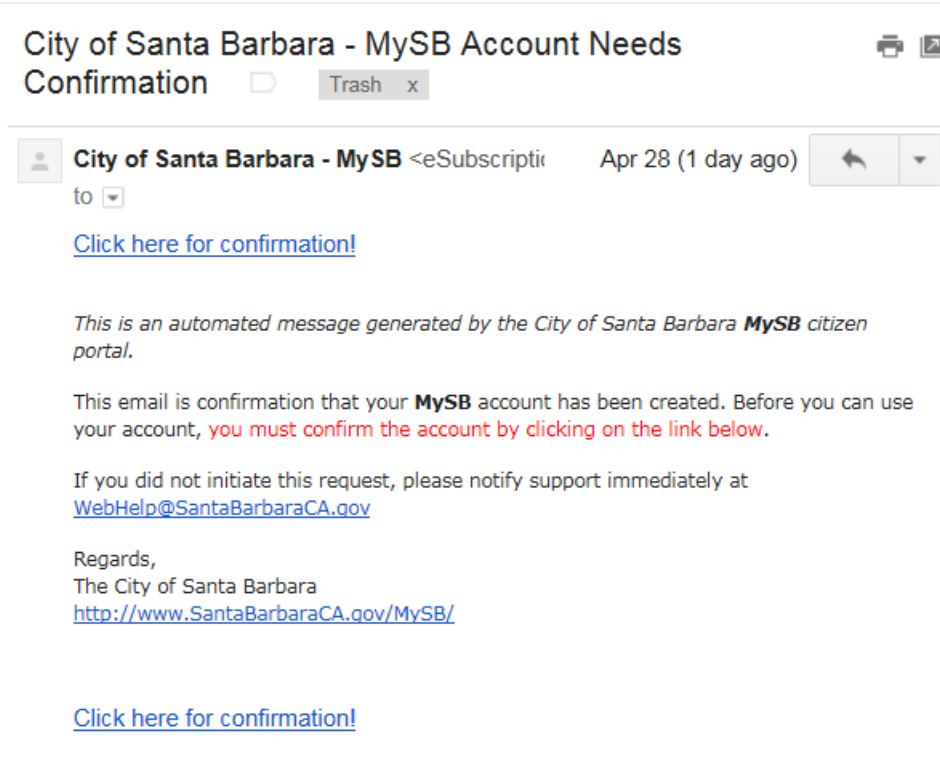 City of Santa Barbara - MySB Account Needs
Confirmation
Trash x
City of Santa Barbara - MySB <eSubscriptic Apr 28 (1 day ago)
to
Click here for confirmation!
This is an automated message generated by the City of Santa Barbara MySB citizen
portal.
This email is confirmation that your MySB account has been created. Before you can use
your account, you must confirm the account by clicking on the link below.
If you did not initiate this request, please notify support immediately at
WebHelp@SantaBarbaraCA.gov
Regards,
The City of Santa Barbara
http://www.SantaBarbaraCA.gov/MySB/
Click here for confirmation!